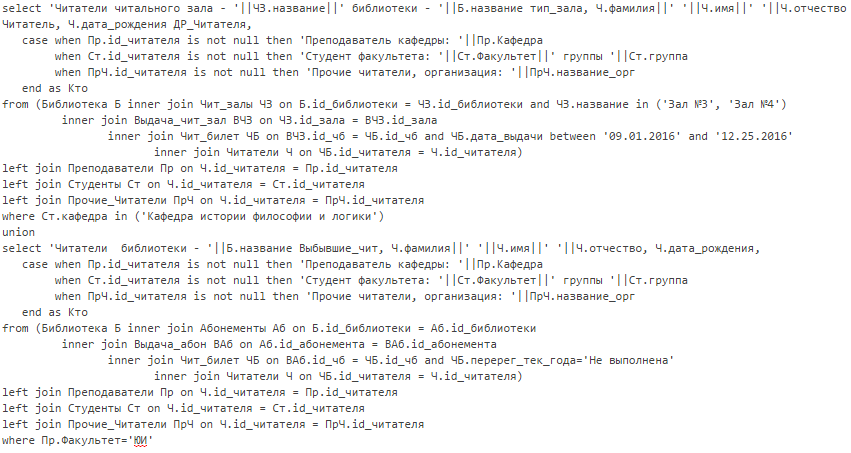 select 'Читатели читального зала - '||ЧЗ.название||' библиотеки - '||Б.название тип_зала, Ч.фамилия||' '||Ч.имя||' '||Ч.отчество
Читатель, Ч.дата_рождения ДР_Читателя,
case when Пр.id_читателя is not null then 'Преподаватель кафедры: '||Пр.Кафедра
when Ст.id_читателя is not null then 'Студент факультета: '||Ст.Факультет||' группы '||Ст.группа
when ПрЧ.id_читателя is not null then 'Прочие читатели, организация: '||ПрЧ.название_орг
end as Кто
from (Библиотека Б inner join Чит_залы ЧЗ on Б.id_библиотеки = ЧЗ.id_библиотеки and ЧЗ.название in ('Зал №3', 'Зал №4')
inner join Выдача_чит_зал ВЧЗ on ЧЗ.id_зала = ВЧЗ.id_зала
inner join Чит_билет ЧБ on ВЧЗ.id_чб = ЧБ.id_чб and ЧБ.дата_выдачи between '09.01.2016' and '12.25.2016'
inner join Читатели Ч on ЧБ.id_читателя = Ч.id_читателя)
left join Преподаватели Пр on Ч.id_читателя = Пр.id_читателя
left join Студенты Ст on Ч.id_читателя = Ст.id_читателя
left join Прочие_Читатели ПрЧ on Ч.id_читателя = ПрЧ.id_читателя
where Ст.кафедра in ('Кафедра истории философии и логики')
union
select 'Читатели  библиотеки - '||Б.название Выбывшие_чит, Ч.фамилия||' '||Ч.имя||' '||Ч.отчество, Ч.дата_рождения,
case when Пр.id_читателя is not null then 'Преподаватель кафедры: '||Пр.Кафедра
when Ст.id_читателя is not null then 'Студент факультета: '||Ст.Факультет||' группы '||Ст.группа
when ПрЧ.id_читателя is not null then 'Прочие читатели, организация: '||ПрЧ.название_орг
end as Кто
from (Библиотека Б inner join Абонементы Аб on Б.id_библиотеки = Аб.id_библиотеки
inner join Выдача_абон ВАб on Аб.id_абонемента = ВАб.id_абонемента
inner join Чит_билет ЧБ on ВАб.id_чб = ЧБ.id_чб and ЧБ.перерег_тек_года='Не выполнена'
inner join Читатели Ч on ЧБ.id_читателя = Ч.id_читателя)
left join Преподаватели Пр on Ч.id_читателя = Пр.id_читателя
left join Студенты Ст on Ч.id_читателя = Ст.id_читателя
left join Прочие_Читатели ПрЧ on Ч.id_читателя = ПрЧ.id_читателя
where Пр.Факультет='ЮИ'